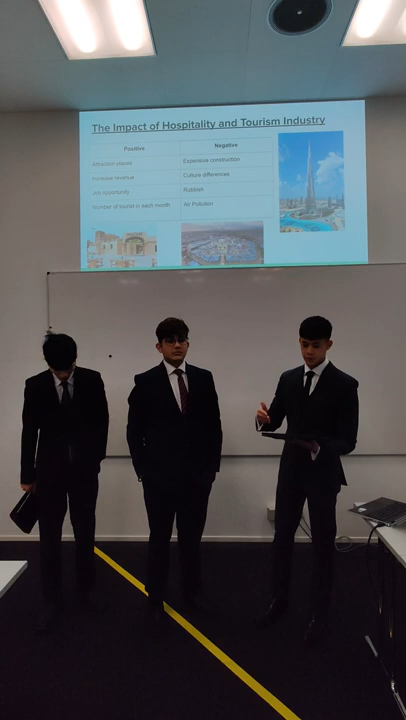 The Impact of Hospitality and Tourism Industry
Positive Negative
Attraction places Expensive construction
Increase revenue Culture differences
Job opportunity Rubbish
Number of tourist in each month Air Pollution